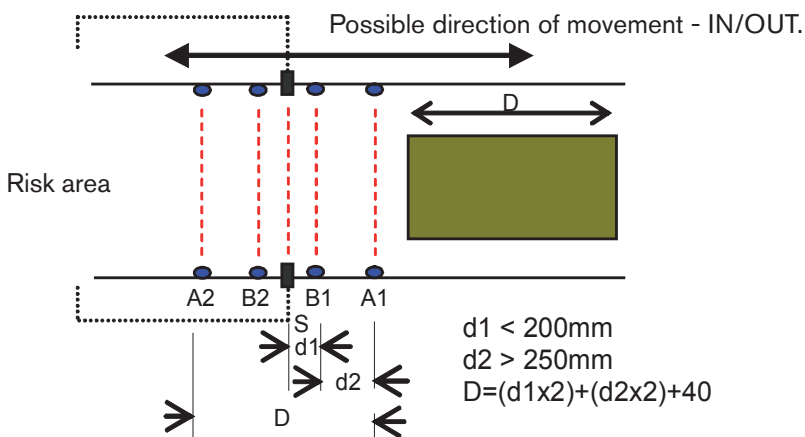 Possible direction of movement - IN/OUT.
D
Risk area
A2 B2 B1 A1
S
d1
d2
D
d1 < 200mm
d2 > 250mm
D=(d1x2)+(d2x2)+40